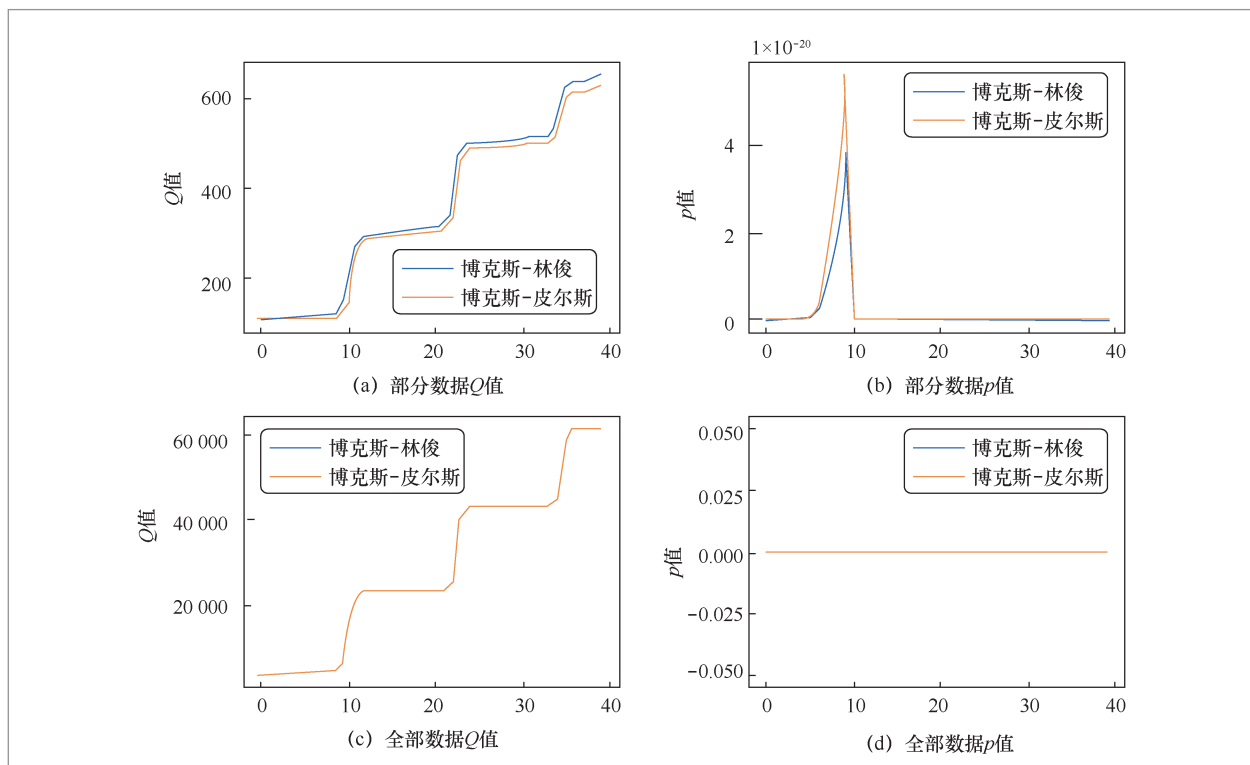 1×10⁻²⁰
600
400
200
Q值
博克斯-林俊
博克斯-皮尔斯
0 10 20 30 40
(a) 部分数据Q值
4
2
0
p值
博克斯-林俊
博克斯-皮尔斯
0 10 20 30 40
(b) 部分数据p值
60 000
40 000
20 000
Q值
博克斯-林俊
博克斯-皮尔斯
0 10 20 30 40
(c) 全部数据Q值
0.050
0.025
0.000
-0.025
-0.050
p值
博克斯-林俊
博克斯-皮尔斯
0 10 20 30 40
(d) 全部数据p值